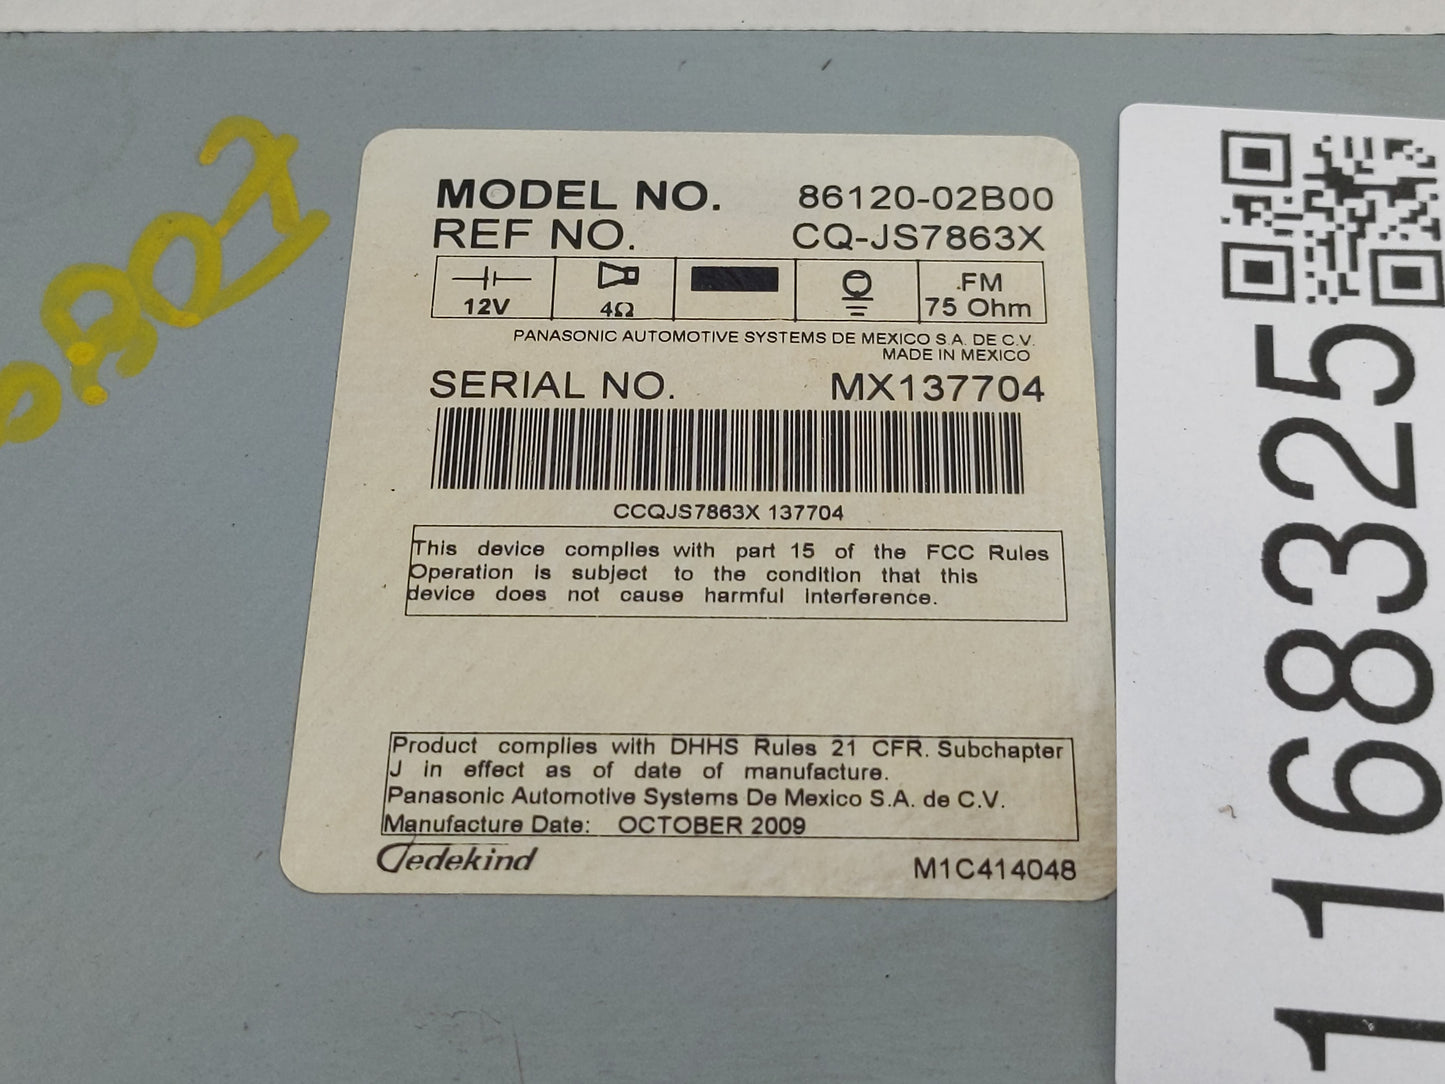 MODEL NO. 86120-02B00
REF NO. CQ-JS7863X
12V 4Ω FM
75 Ohm
PANASONIC AUTOMOTIVE SYSTEMS DE MEXICO S.A. DE C.V.
MADE IN MEXICO
SERIAL NO. MX137704
CCQJS7863X 137704
This device complies with part 15 of the FCC Rules
Operation is subject to the condition that this
device does not cause harmful Interference.
Product complies with DHHS Rules 21 CFR. Subchapter
J in effect as of date of manufacture.
Panasonic Automotive Systems De Mexico S.A. de C.V.
Manufacture Date: OCTOBER 2009
Jedekind M1C414048
1168325